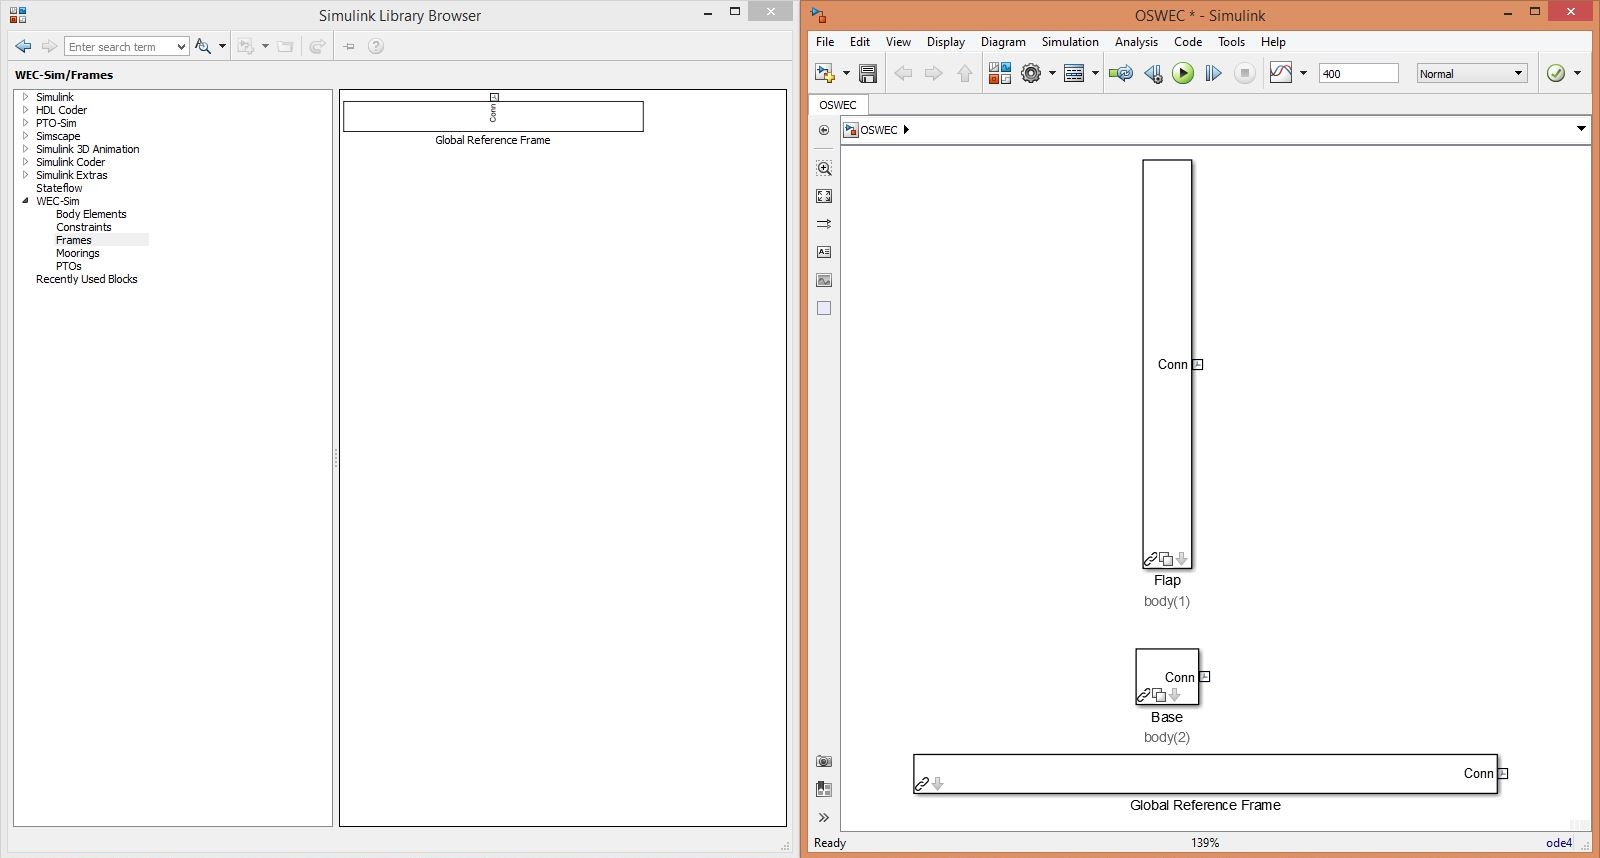 Simulink Library Browser
Enter search term
WEC-Sim/Frames
Simulink
HDL Coder
PTO-Sim
Simscape
Simulink 3D Animation
Simulink Coder
Simulink Extras
Stateflow
WEC-Sim
Body Elements
Constraints
Frames
Moorings
PTOs
Recently Used Blocks
Conn
Global Reference Frame
OSWEC * - Simulink
File Edit View Display Diagram Simulation Analysis Code Tools Help
400 Normal
OSWEC
OSWEC
Conn
Flap
body(1)
Conn
Base
body(2)
Conn
Global Reference Frame
Ready 139% ode4